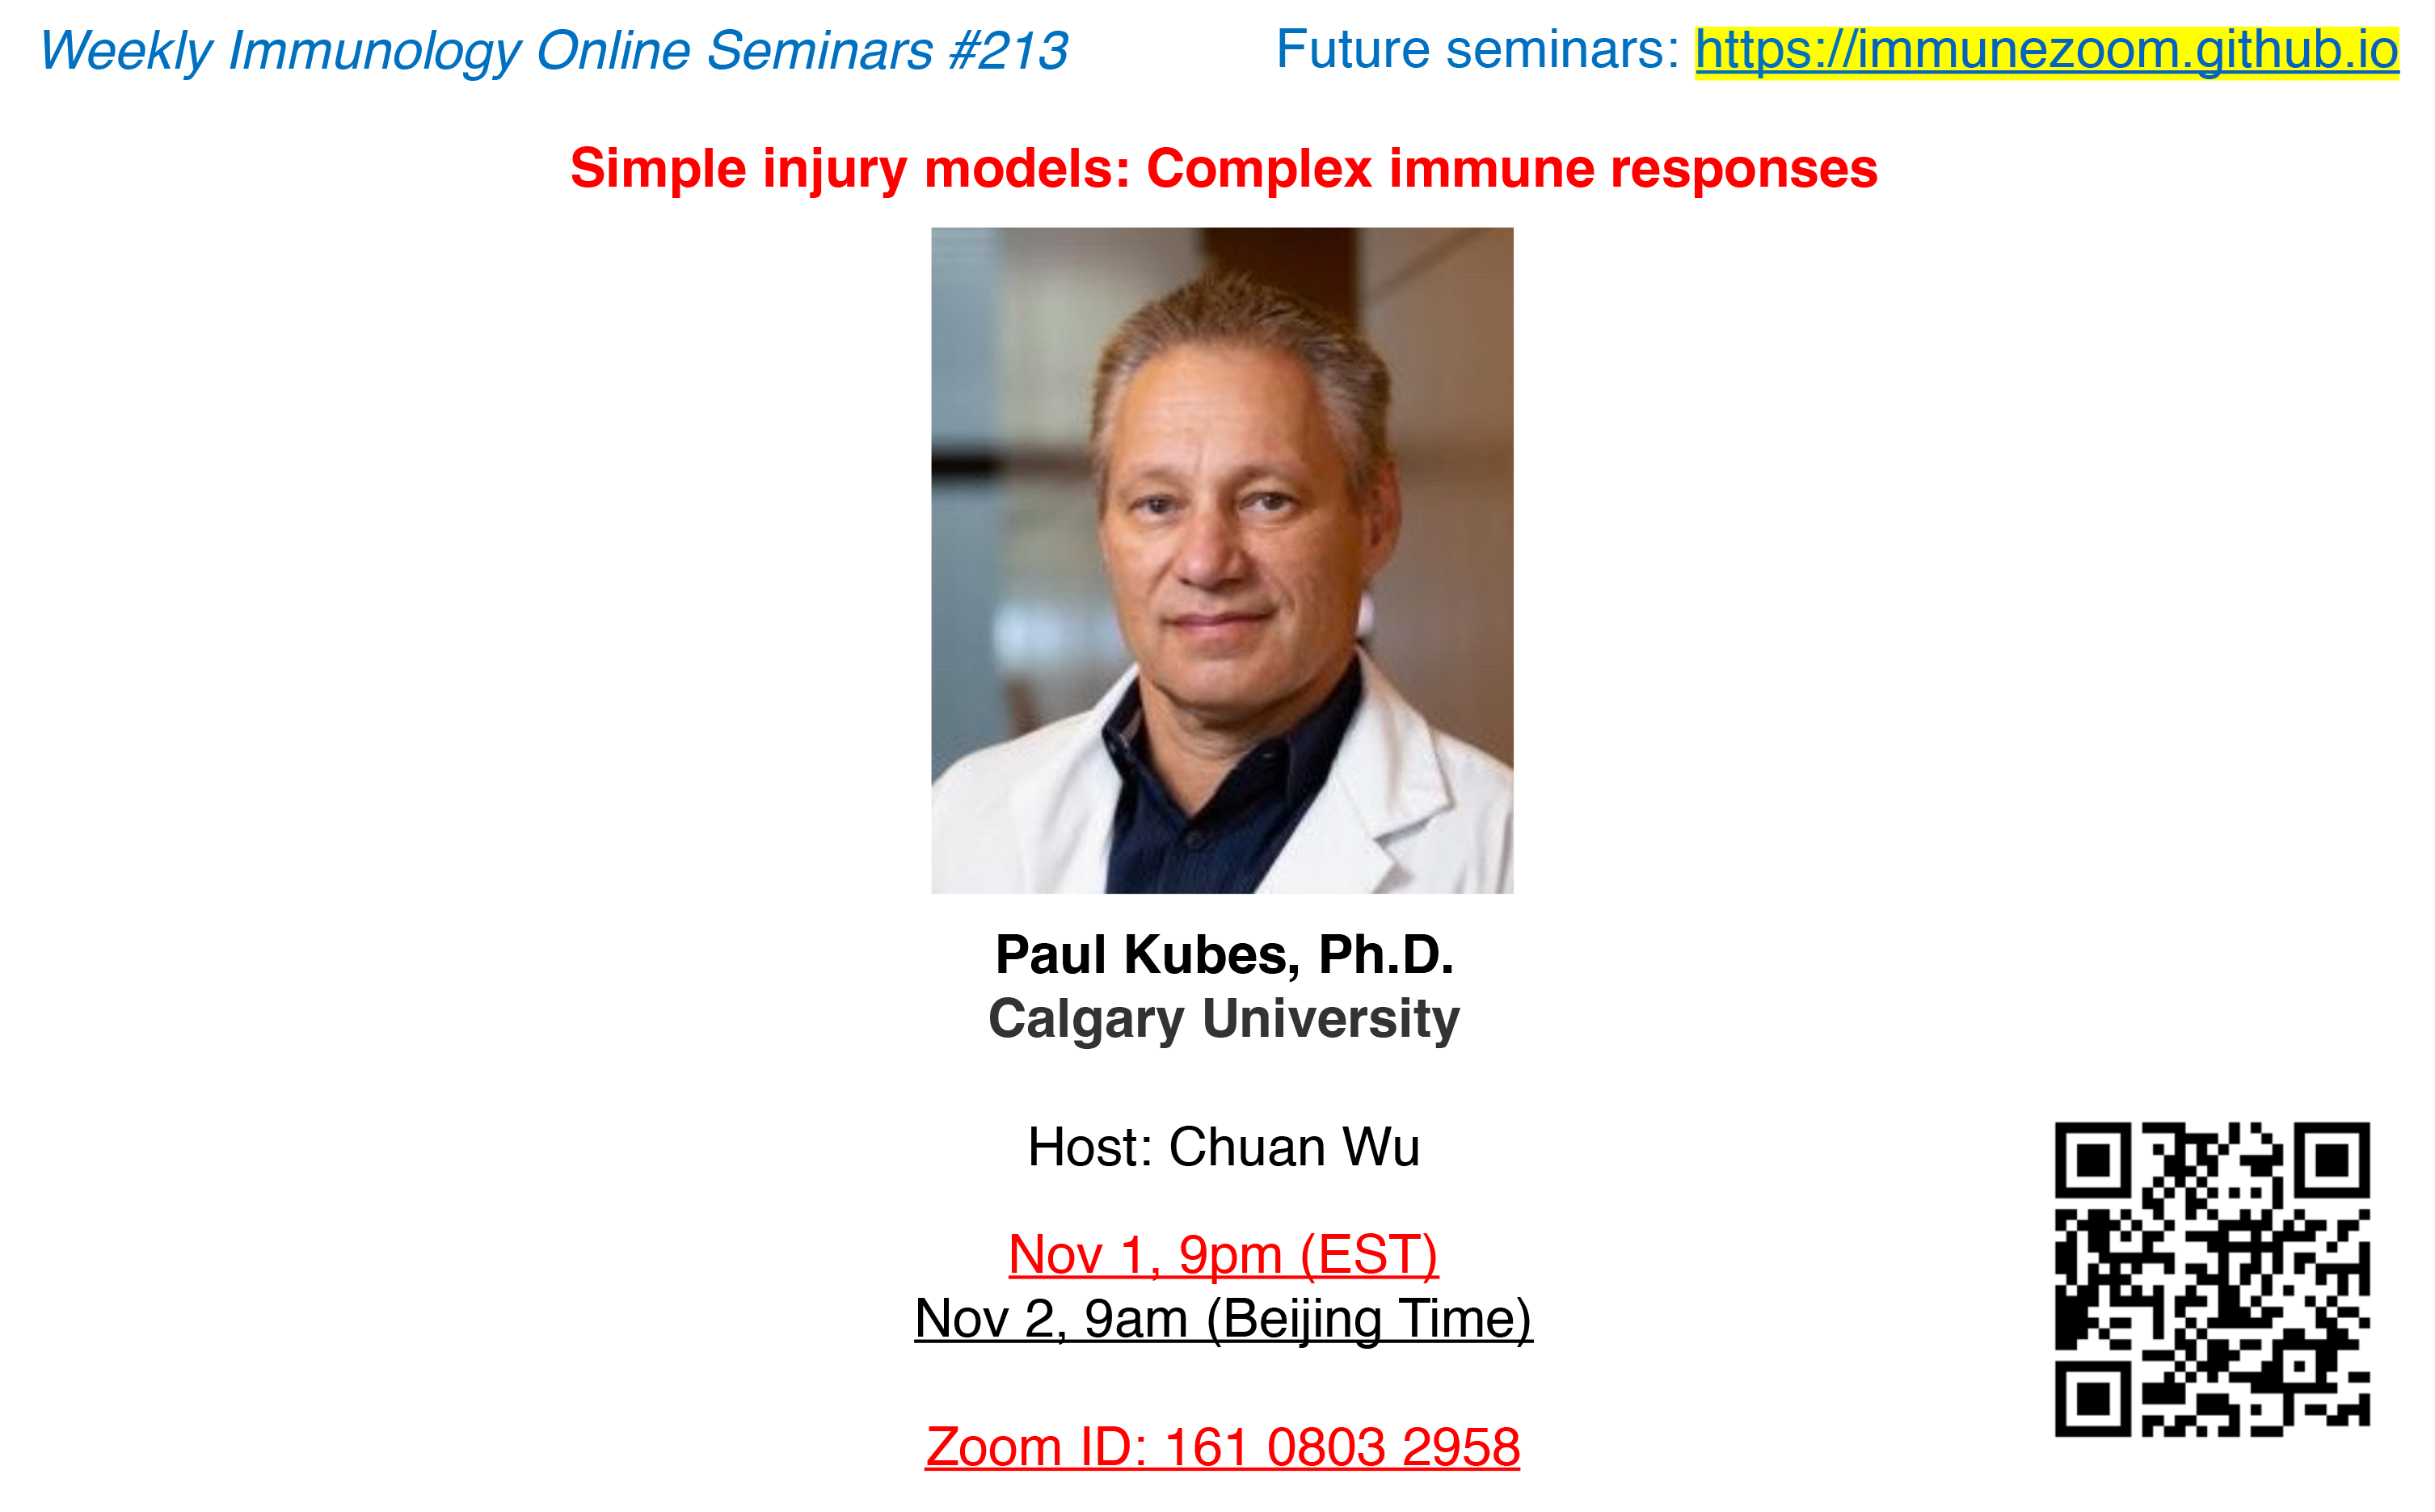 Weekly Immunology Online Seminars #213
Future seminars: https://immunezoom.github.io
Simple injury models: Complex immune responses
Paul Kubes, Ph.D.
Calgary University
Host: Chuan Wu
Nov 1, 9pm (EST)
Nov 2, 9am (Beijing Time)
Zoom ID: 161 0803 2958